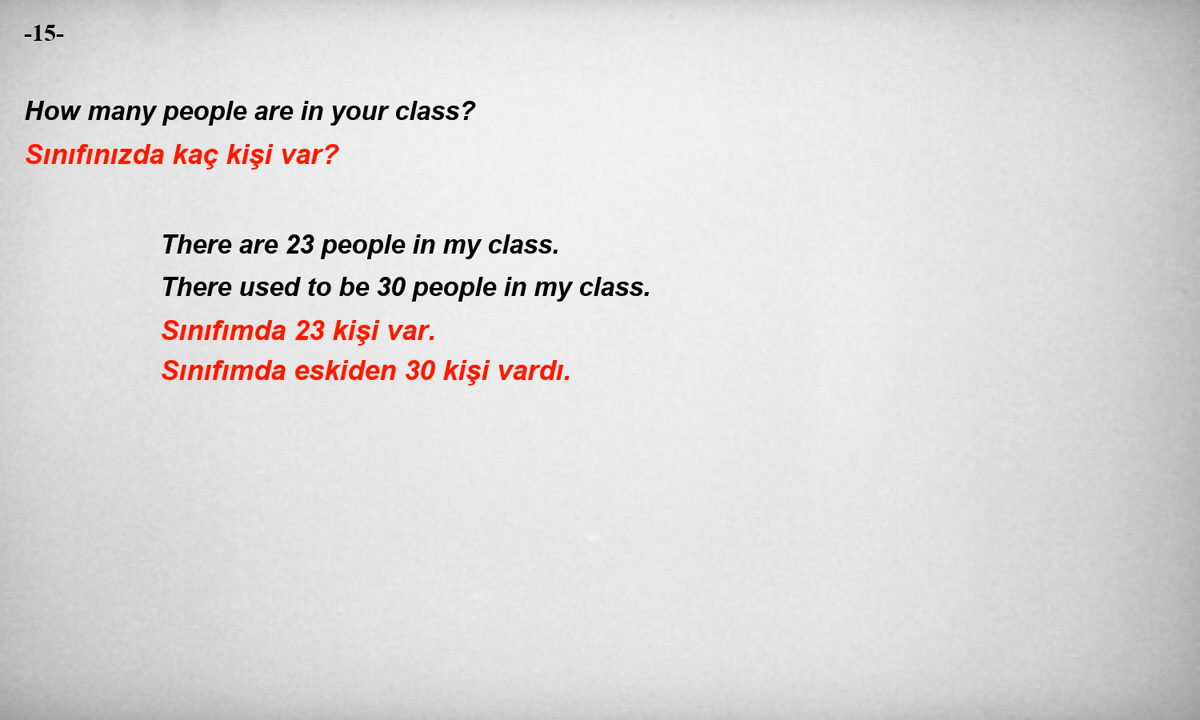 -15-
How many people are in your class?
Sınıfınızda kaç kişi var?
There are 23 people in my class.
There used to be 30 people in my class.
Sınıfımda 23 kişi var.
Sınıfımda eskiden 30 kişi vardı.